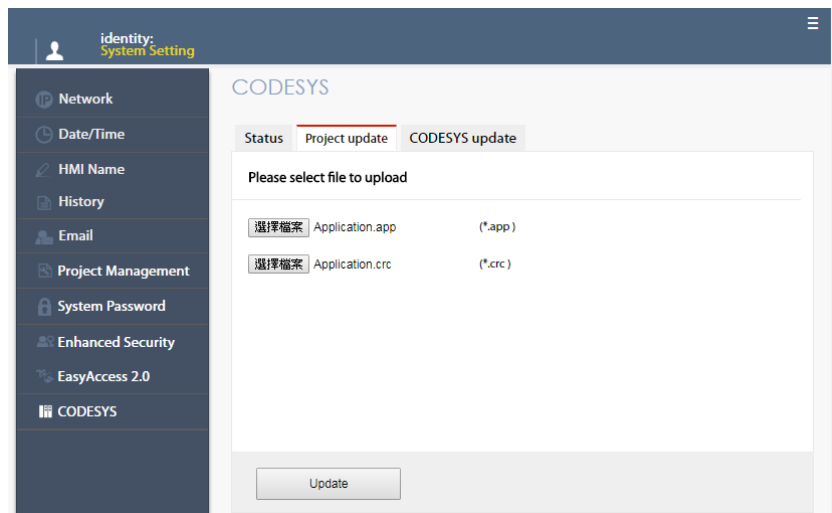 identity:
System Setting
Network
Date/Time
HMI Name
History
Email
Project Management
System Password
Enhanced Security
EasyAccess 2.0
CODESYS
CODESYS
Status Project update CODESYS update
Please select file to upload
選擇檔案 Application.app (*.app )
選擇檔案 Application.crc (*.crc )
Update